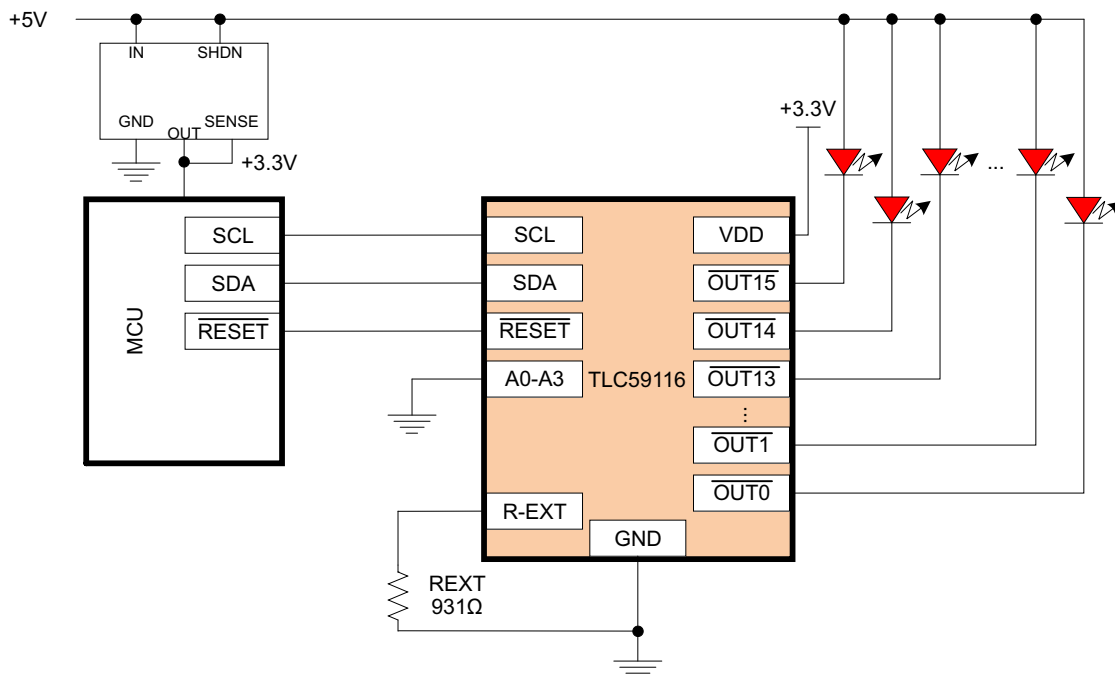 +5V
IN
SHDN
GND
OUT
SENSE
+3.3V
+3.3V
...
MCU
SCL
SDA
RESET
SCL
SDA
RESET
A0-A3
R-EXT
TLC59116
VDD
OUT15
OUT14
OUT13
...
OUT1
OUT0
GND
REXT
931Ω